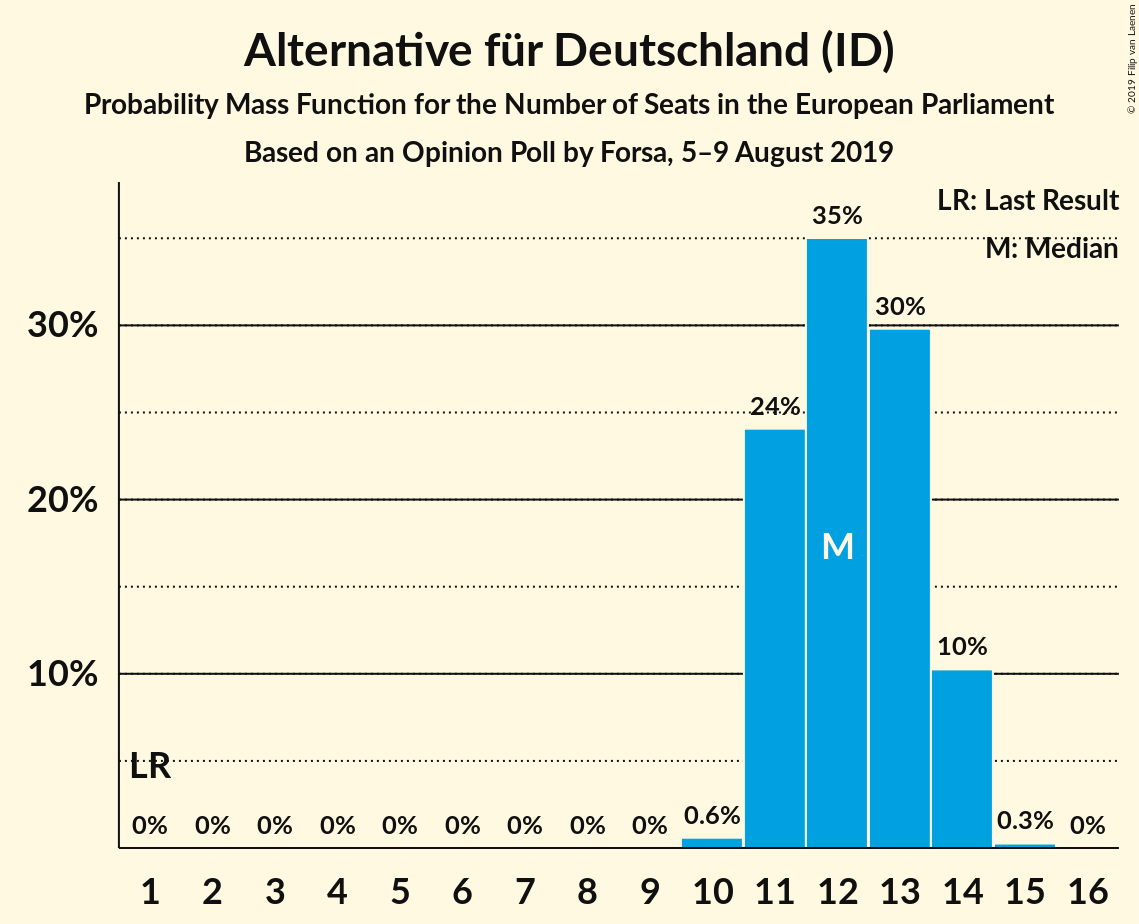 Alternative für Deutschland (ID)
Probability Mass Function for the Number of Seats in the European Parliament
Based on an Opinion Poll by Forsa, 5–9 August 2019
© 2019 Filip van Laenen
LR: Last Result
M: Median
35%
30%
30%
24%
20%
M
10%
10%
LR
0% 0% 0% 0% 0% 0% 0% 0% 0% 0.6% 0.3% 0%
1 2 3 4 5 6 7 8 9 10 11 12 13 14 15 16